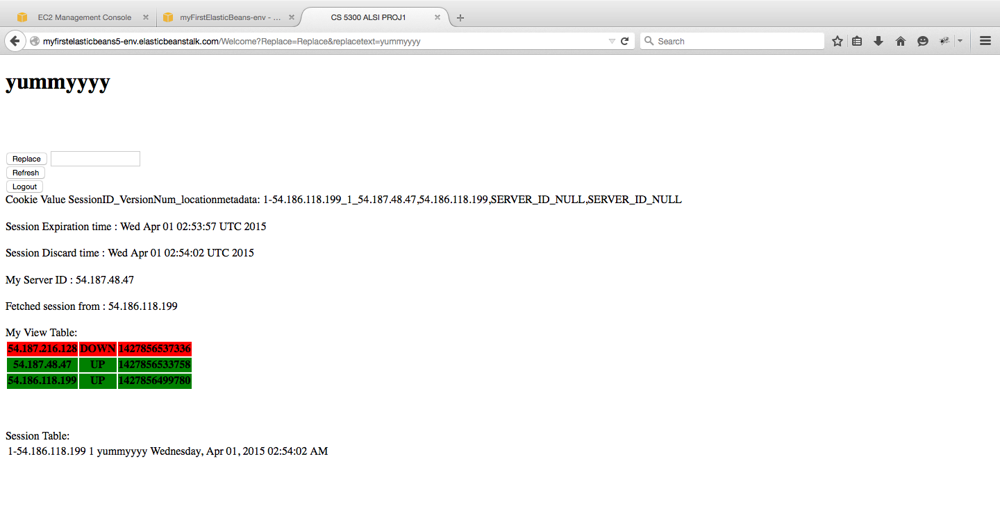 EC2 Management Console
myFirstElasticBeans-env - ...
CS 5300 ALSI PROJ1
myfirstelasticbeans5-env.elasticbeanstalk.com/Welcome?Replace=Replace&replacetext=yummyyyy
Search
yummyyyy
Replace
Refresh
Logout
Cookie Value SessionID_VersionNum_locationmetadata: 1-54.186.118.199_1_54.187.48.47,54.186.118.199,SERVER_ID_NULL,SERVER_ID_NULL
Session Expiration time : Wed Apr 01 02:53:57 UTC 2015
Session Discard time : Wed Apr 01 02:54:02 UTC 2015
My Server ID : 54.187.48.47
Fetched session from : 54.186.118.199
My View Table:
54.187.216.128 DOWN 1427856537336
54.187.48.47 UP 1427856533758
54.186.118.199 UP 1427856499780
Session Table:
1-54.186.118.199 1 yummyyyy Wednesday, Apr 01, 2015 02:54:02 AM